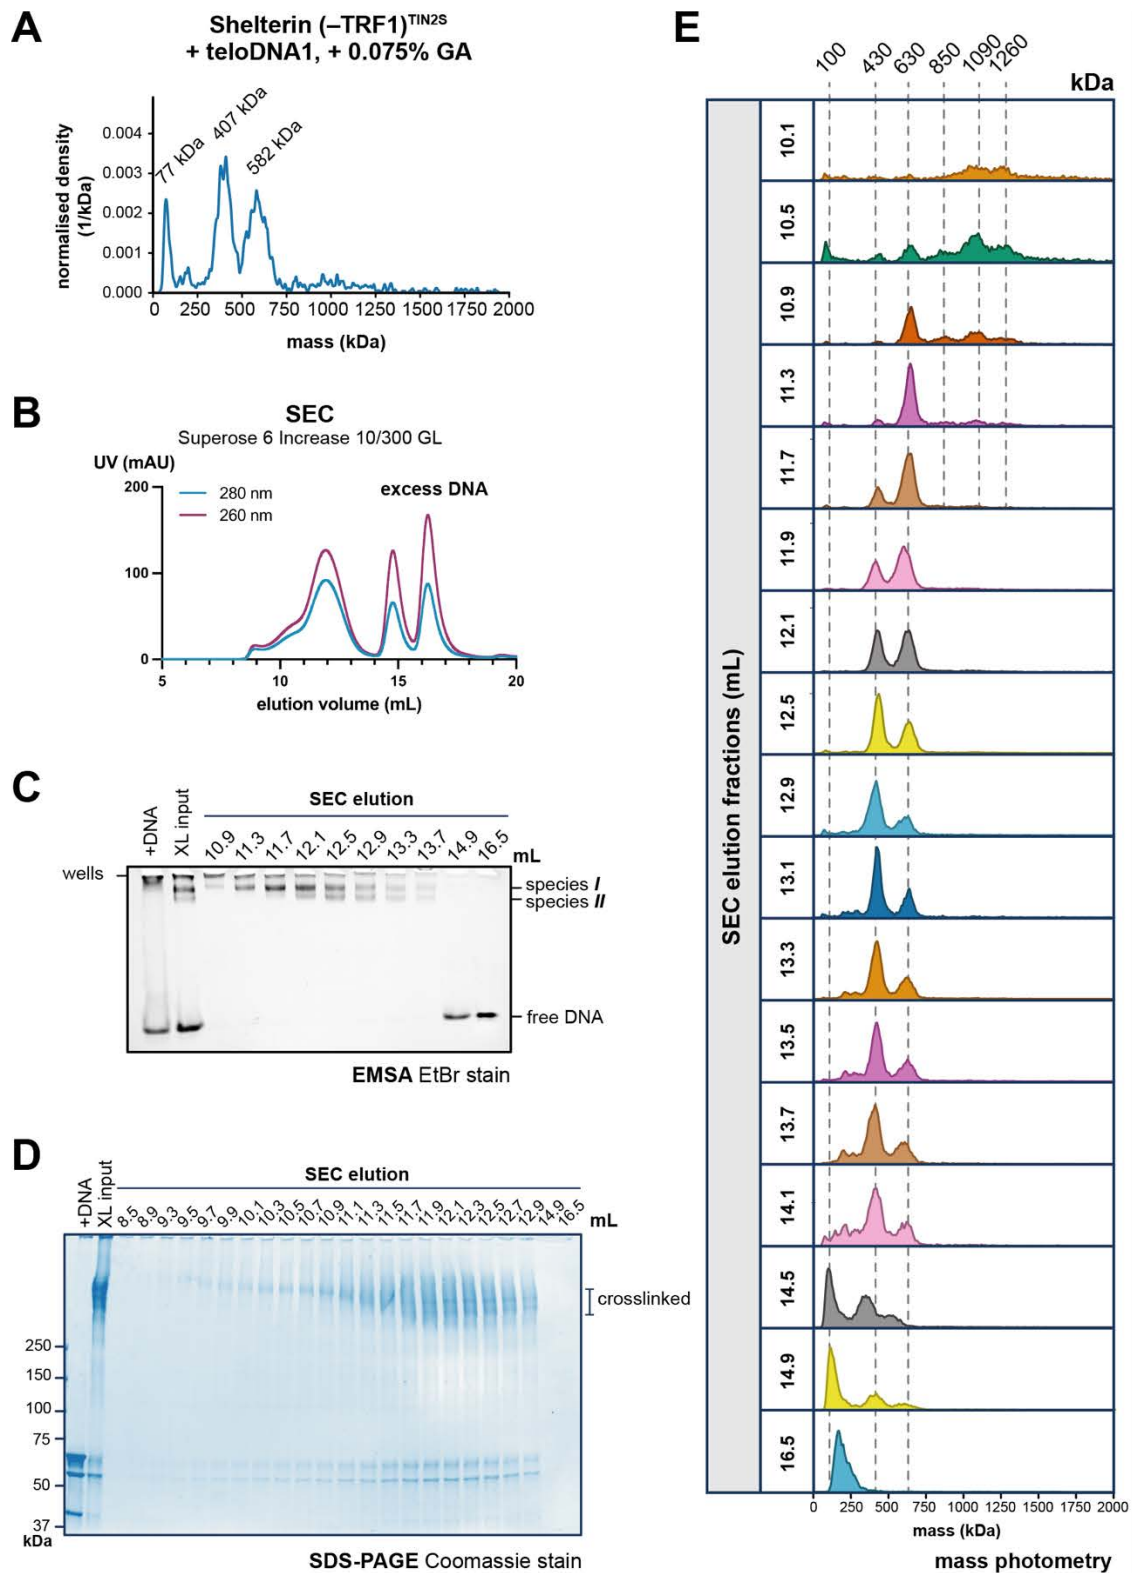 A
Shelterin (–TRF1)TIN2S
+ teloDNA1, + 0.075% GA
77 kDa
407 kDa
582 kDa
normalised density
(1/kDa)
0.004
0.003
0.002
0.001
0.000
0 250 500 750 1000 1250 1500 1750 2000
mass (kDa)
B
SEC
Superose 6 Increase 10/300 GL
UV (mAU)
200
100
0
280 nm
260 nm
excess DNA
5 10 15 20
elution volume (mL)
C
SEC elution
+DNA XL input 10.9 11.3 11.7 12.1 12.5 12.9 13.3 13.7 14.9 16.5 mL
wells
species I
species II
free DNA
EMSA EtBr stain
D
SEC elution
+DNA XL input 8.5 8.9 9.3 9.5 9.7 9.9 10.1 10.3 10.5 10.7 10.9 11.1 11.3 11.5 11.7 11.9 12.1 12.3 12.5 12.7 12.9 14.9 16.5 mL
crosslinked
250
150
100
75
50
37
kDa
SDS-PAGE Coomassie stain
E
100 430 630 850 1090 1260
kDa
SEC elution fractions (mL)
10.1
10.5
10.9
11.3
11.7
11.9
12.1
12.5
12.9
13.1
13.3
13.5
13.7
14.1
14.5
14.9
16.5
0 250 500 750 1000 1250 1500 1750 2000
mass (kDa)
mass photometry